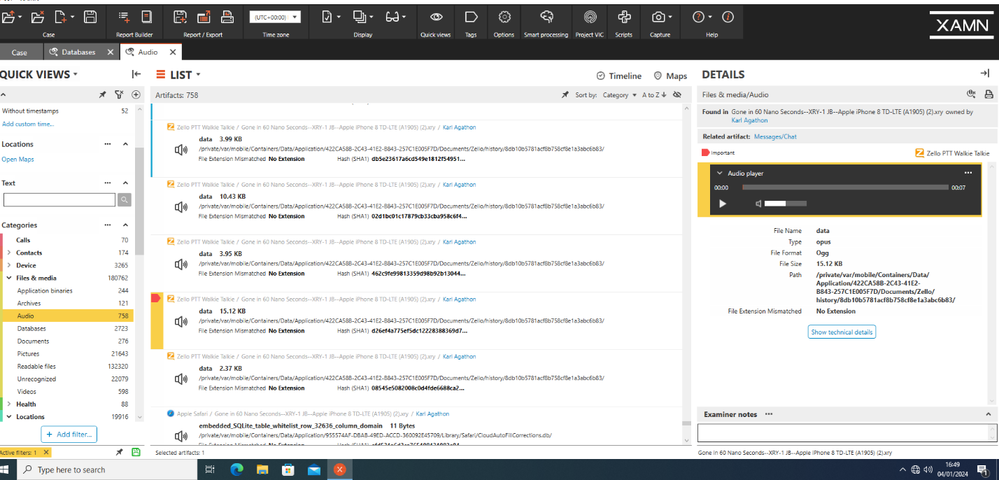 Case
Report Builder
Report / Export
(UTC+00:00)
Time zone
Display
Quick views
Tags
Options
Smart processing
Project VIC
Scripts
Capture
Help
XAMN
Case
Databases
Audio
QUICK VIEWS
Without timestamps 52
Add custom time...
Locations
Open Maps
Text
Categories
Calls 70
Contacts 174
Device 3265
Files & media 180762
Application binaries 244
Archives 121
Audio 758
Databases 2723
Documents 276
Pictures 21643
Readable files 132320
Unrecognized 22079
Videos 598
Health 88
Locations 19916
+ Add filter...
Active filters: 1
LIST
Timeline Maps
Artifacts: 758
Sort by: Category A to Z
Zello PTT Walkie Talkie / Gone in 60 Nano Seconds--XRY-1 JB--Apple iPhone 8 TD-LTE (A1905) (2).xry / Karl Agathon
data 3.99 KB
/private/var/mobile/Containers/Data/Application/422CA58B-2C43-41E2-B843-257C1E005F7D/Documents/Zello/history/8db10b5781acf8b758cf8e1a3abc6b83/
File Extension Mismatched No Extension Hash (SHA1) db5e23617a6cd549e1812f54951...
Zello PTT Walkie Talkie / Gone in 60 Nano Seconds--XRY-1 JB--Apple iPhone 8 TD-LTE (A1905) (2).xry / Karl Agathon
data 10.43 KB
/private/var/mobile/Containers/Data/Application/422CA58B-2C43-41E2-B843-257C1E005F7D/Documents/Zello/history/8db10b5781acf8b758cf8e1a3abc6b83/
File Extension Mismatched No Extension Hash (SHA1) 02d1bc01c17879cb33cba958c6f4...
Zello PTT Walkie Talkie / Gone in 60 Nano Seconds--XRY-1 JB--Apple iPhone 8 TD-LTE (A1905) (2).xry / Karl Agathon
data 3.95 KB
/private/var/mobile/Containers/Data/Application/422CA58B-2C43-41E2-B843-257C1E005F7D/Documents/Zello/history/8db10b5781acf8b758cf8e1a3abc6b83/
File Extension Mismatched No Extension Hash (SHA1) 462c9fe99813359d98b92b13044...
Zello PTT Walkie Talkie / Gone in 60 Nano Seconds--XRY-1 JB--Apple iPhone 8 TD-LTE (A1905) (2).xry / Karl Agathon
data 15.12 KB
/private/var/mobile/Containers/Data/Application/422CA58B-2C43-41E2-B843-257C1E005F7D/Documents/Zello/history/8db10b5781acf8b758cf8e1a3abc6b83/
File Extension Mismatched No Extension Hash (SHA1) d26ef4a775ef5dc12228388369d7...
Zello PTT Walkie Talkie / Gone in 60 Nano Seconds--XRY-1 JB--Apple iPhone 8 TD-LTE (A1905) (2).xry / Karl Agathon
data 2.37 KB
/private/var/mobile/Containers/Data/Application/422CA58B-2C43-41E2-B843-257C1E005F7D/Documents/Zello/history/8db10b5781acf8b758cf8e1a3abc6b83/
File Extension Mismatched No Extension Hash (SHA1) 08545e5082008c0d4fde6688ca2...
Apple Safari / Gone in 60 Nano Seconds--XRY-1 JB--Apple iPhone 8 TD-LTE (A1905) (2).xry / Karl Agathon
embedded_SQLite_table_whitelist_row_32636_column_domain 11 Bytes
/private/var/mobile/Containers/Data/Application/955574AF-DBAB-49ED-ACCD-360092E45709/Library/Safari/CloudAutoFillCorrections.db/
File Extension Mismatched No Extension Hash (SHA1)
Selected artifacts: 1
DETAILS
Files & media/Audio
Found in Gone in 60 Nano Seconds--XRY-1 JB--Apple iPhone 8 TD-LTE (A1905) (2).xry owned by
Karl Agathon
Related artifact: Messages/Chat
Important Zello PTT Walkie Talkie
Audio player
00:00 00:07
File Name data
Type opus
File Format Ogg
File Size 15.12 KB
Path /private/var/mobile/Containers/Data/
Application/422CA58B-2C43-41E2-
B843-257C1E005F7D/Documents/Zello/
history/8db10b5781acf8b758cf8e1a3abc6b83/
File Extension Mismatched No Extension
Show technical details
Examiner notes
Gone in 60 Nano Seconds--XRY-1 JB--Apple iPhone 8 TD-LTE (A1905) (2).xry
Type here to search
16:49
04/01/2024
1